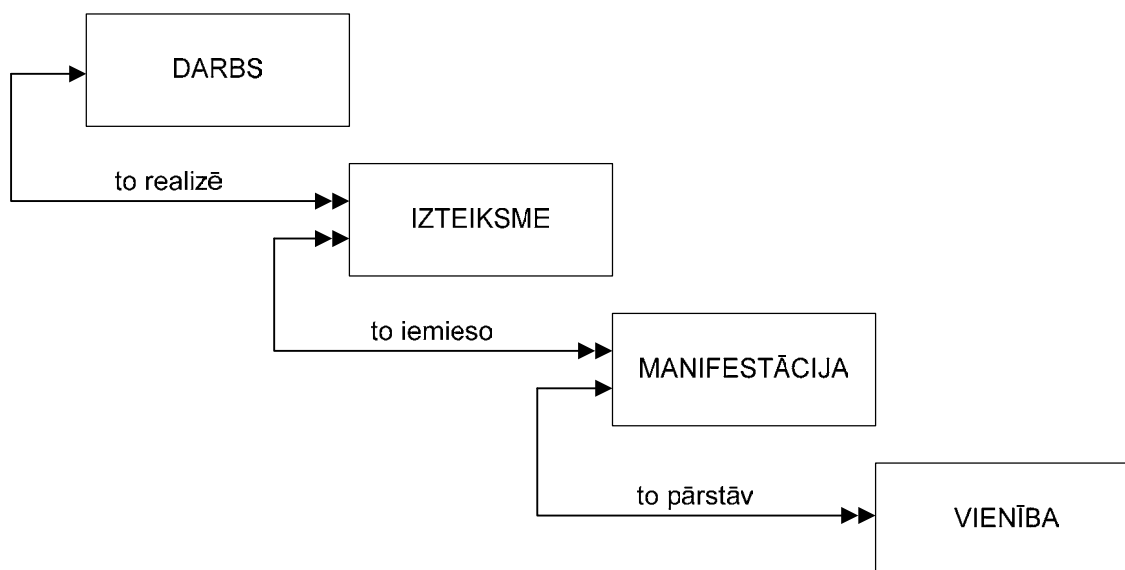 DARBS
to realizē
IZTEIKSME
to iemieso
MANIFESTĀCIJA
to pārstāv
VIENĪBA